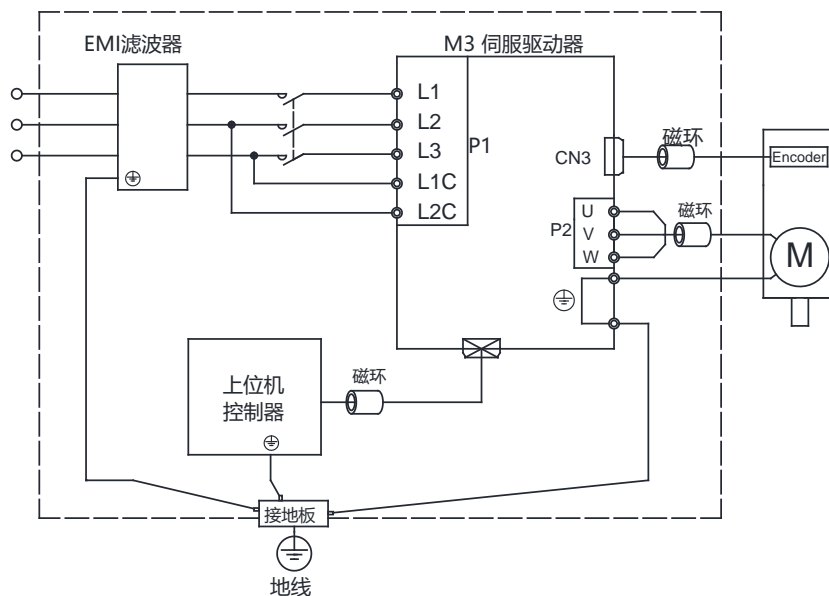 EMI滤波器
M3 伺服驱动器
L1
L2
L3
L1C
L2C
P1
CN3
磁环
Encoder
P2
U
V
W
磁环
M
上位机
控制器
磁环
接地板
地线